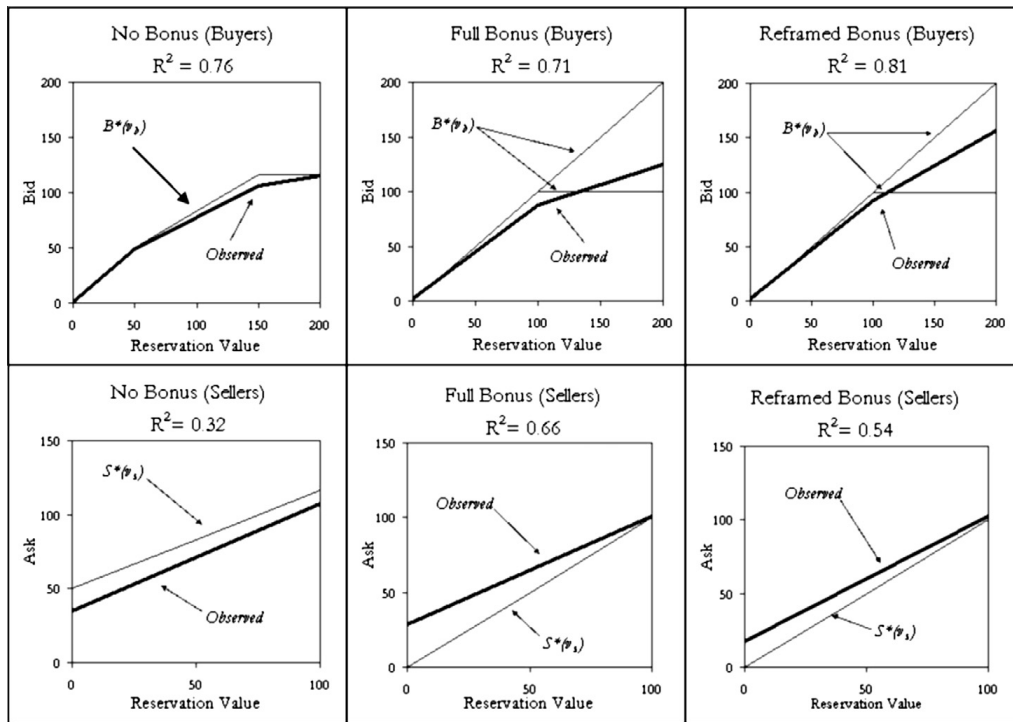 No Bonus (Buyers)
R² = 0.76
200
150
100
50
0
Bid
B*(v_b)
Observed
0 50 100 150 200
Reservation Value
Full Bonus (Buyers)
R² = 0.71
200
150
100
50
0
Bid
B*(v_b)
Observed
0 50 100 150 200
Reservation Value
Reframed Bonus (Buyers)
R² = 0.81
200
150
100
50
0
Bid
B*(v_b)
Observed
0 50 100 150 200
Reservation Value
No Bonus (Sellers)
R²= 0.32
150
100
50
0
Ask
S*(v_s)
Observed
0 50 100
Reservation Value
Full Bonus (Sellers)
R²= 0.66
150
100
50
0
Ask
Observed
S*(v_s)
0 50 100
Reservation Value
Reframed Bonus (Sellers)
R²= 0.54
150
100
50
0
Ask
Observed
S*(v_s)
0 50 100
Reservation Value